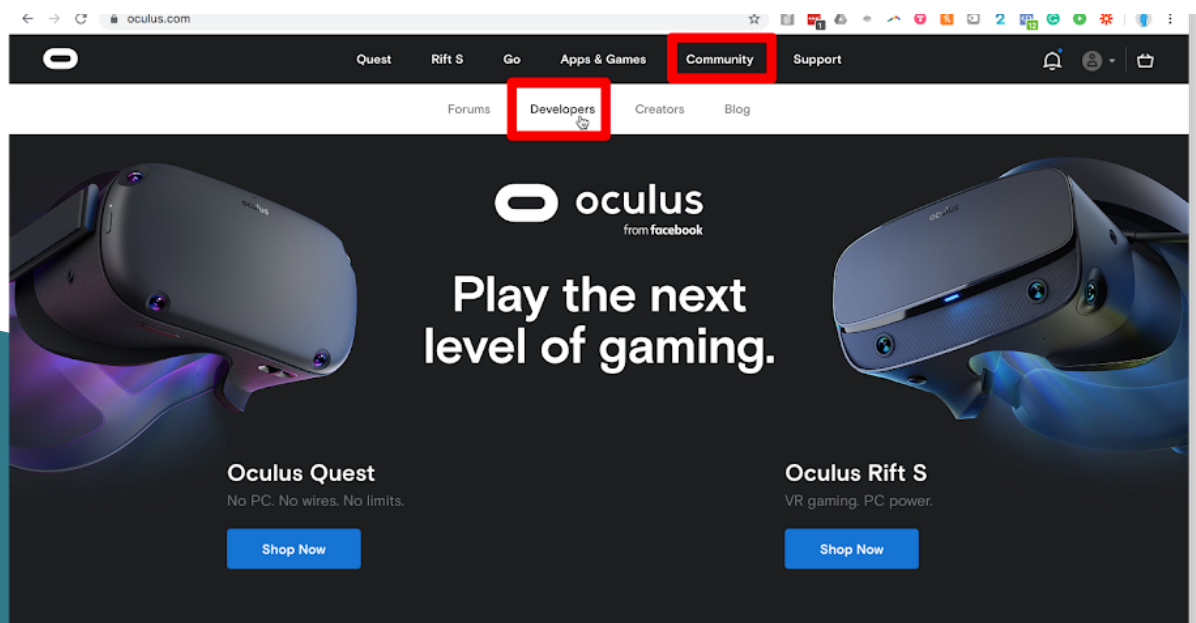 oculus.com
Quest Rift S Go Apps & Games Community Support
Forums Developers Creators Blog
oculus
from facebook
Play the next
level of gaming.
oculus
oculus
Oculus Quest
No PC. No wires. No limits.
Shop Now
Oculus Rift S
VR gaming. PC power.
Shop Now